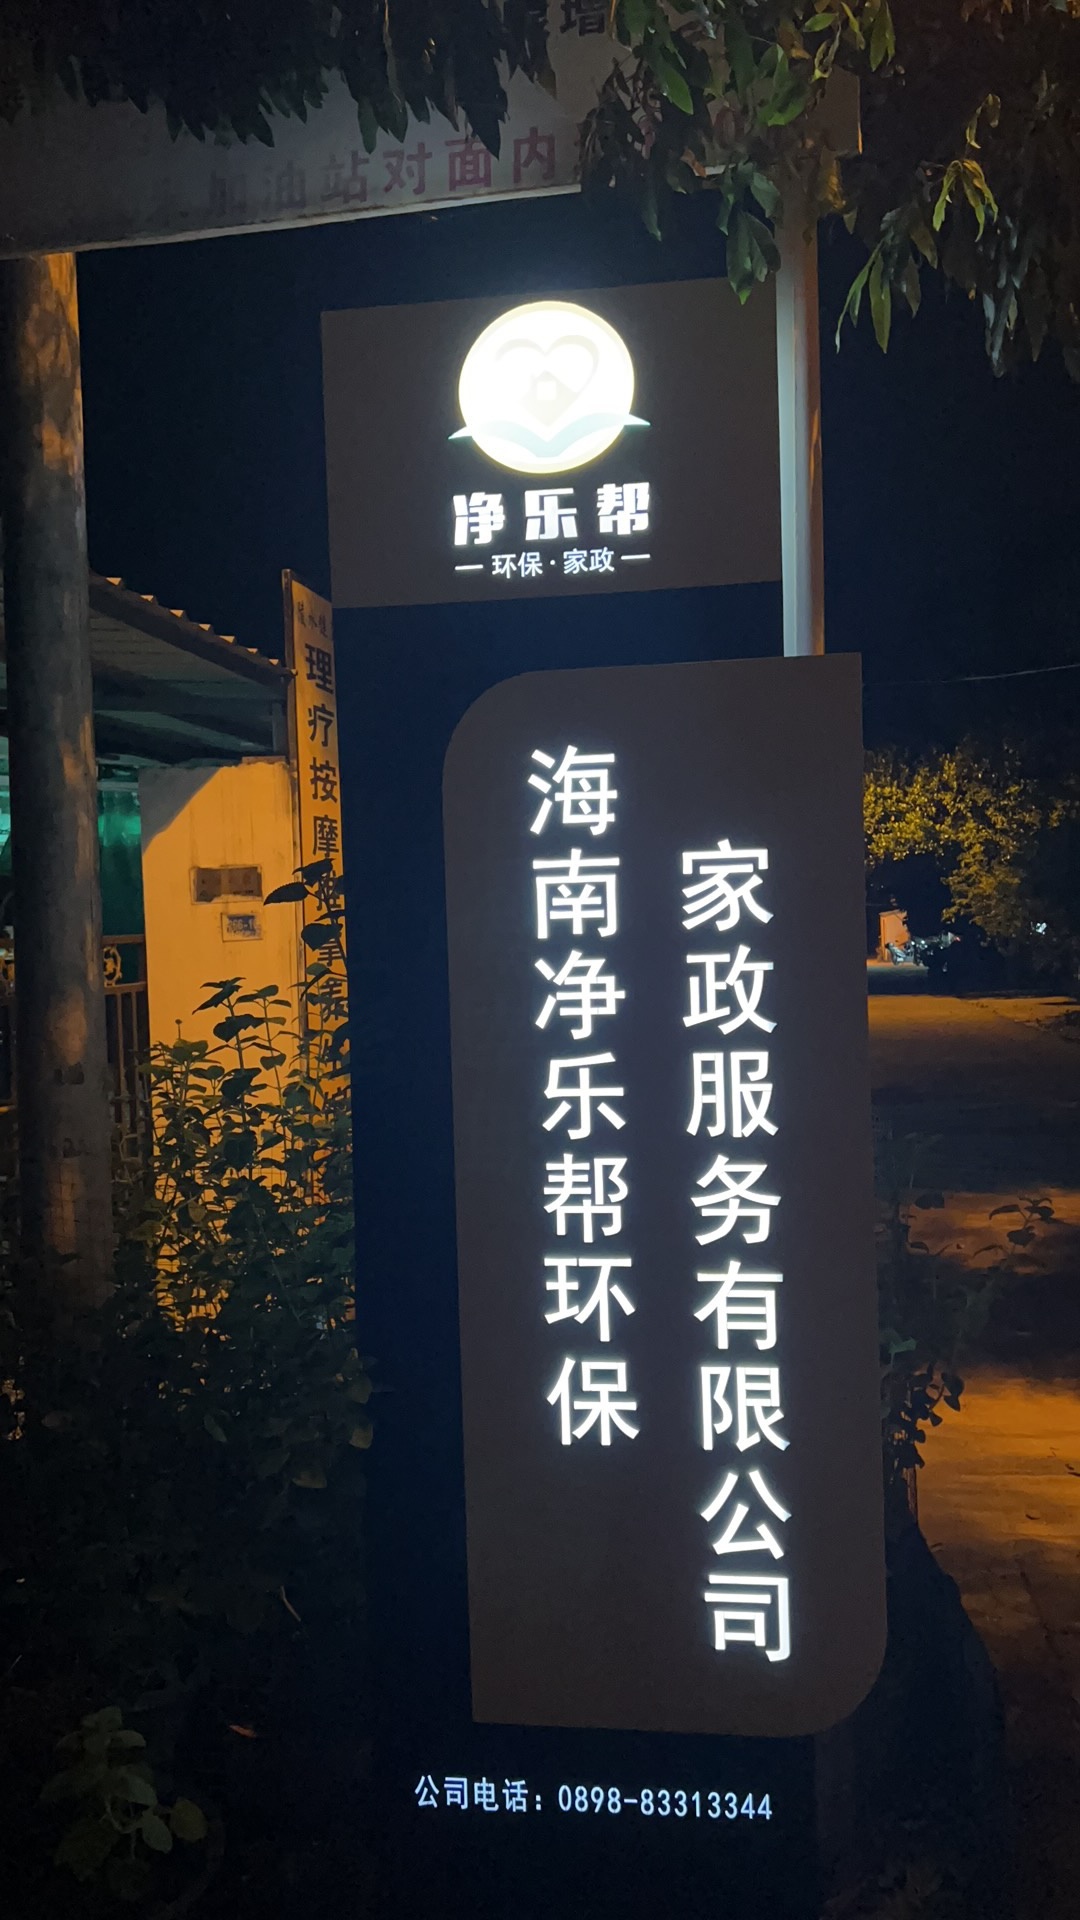 加油站对面内
净乐帮
环保·家政
理疗按摩
海南净乐帮环保
家政服务有限公司
公司电话：0898-83313344